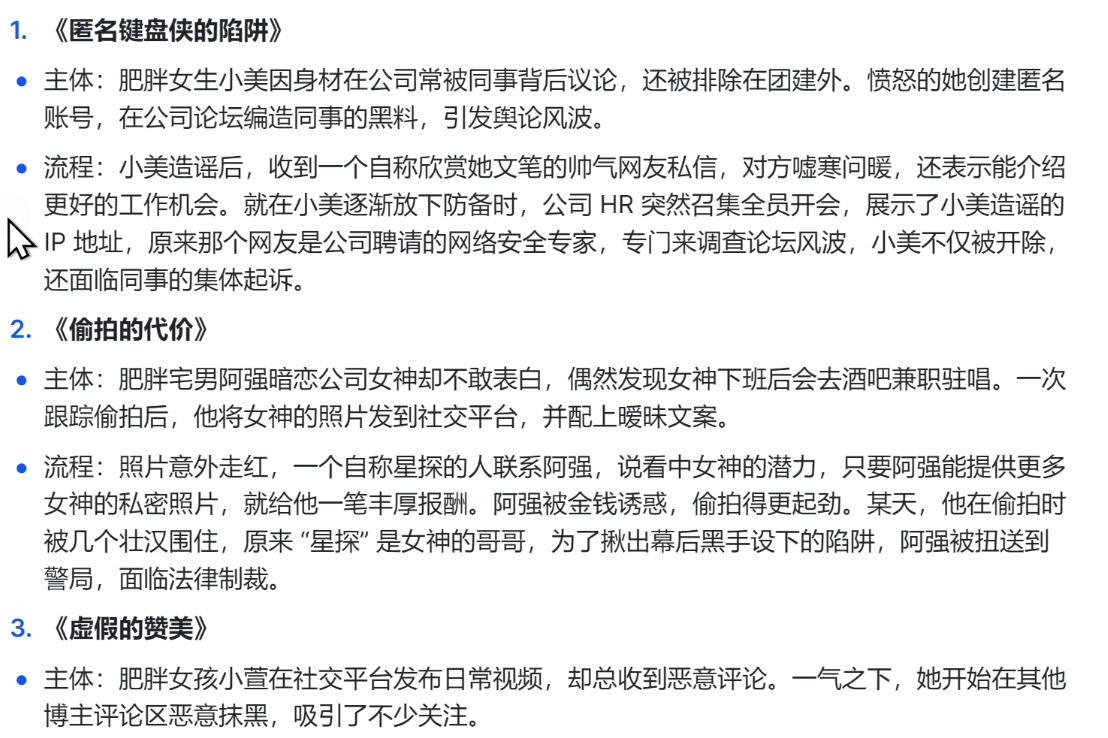 1. 《匿名键盘侠的陷阱》
• 主体：肥胖女生小美因身材在公司常被同事背后议论，还被排除在团建外。愤怒的她创建匿名
账号，在公司论坛编造同事的黑料，引发舆论风波。
• 流程：小美造谣后，收到一个自称欣赏她文笔的帅气网友私信，对方嘘寒问暖，还表示能介绍
更好的工作机会。就在小美逐渐放下防备时，公司 HR 突然召集全员开会，展示了小美造谣的
IP 地址，原来那个网友是公司聘请的网络安全专家，专门来调查论坛风波，小美不仅被开除，
还面临同事的集体起诉。
2. 《偷拍的代价》
• 主体：肥胖宅男阿强暗恋公司女神却不敢表白，偶然发现女神下班后会去酒吧兼职驻唱。一次
跟踪偷拍后，他将女神的照片发到社交平台，并配上暧昧文案。
• 流程：照片意外走红，一个自称星探的人联系阿强，说看中女神的潜力，只要阿强能提供更多
女神的私密照片，就给他一笔丰厚报酬。阿强被金钱诱惑，偷拍得更起劲。某天，他在偷拍时
被几个壮汉围住，原来 “星探” 是女神的哥哥，为了揪出幕后黑手设下的陷阱，阿强被扭送到
警局，面临法律制裁。
3. 《虚假的赞美》
• 主体：肥胖女孩小萱在社交平台发布日常视频，却总收到恶意评论。一气之下，她开始在其他
博主评论区恶意抹黑，吸引了不少关注。